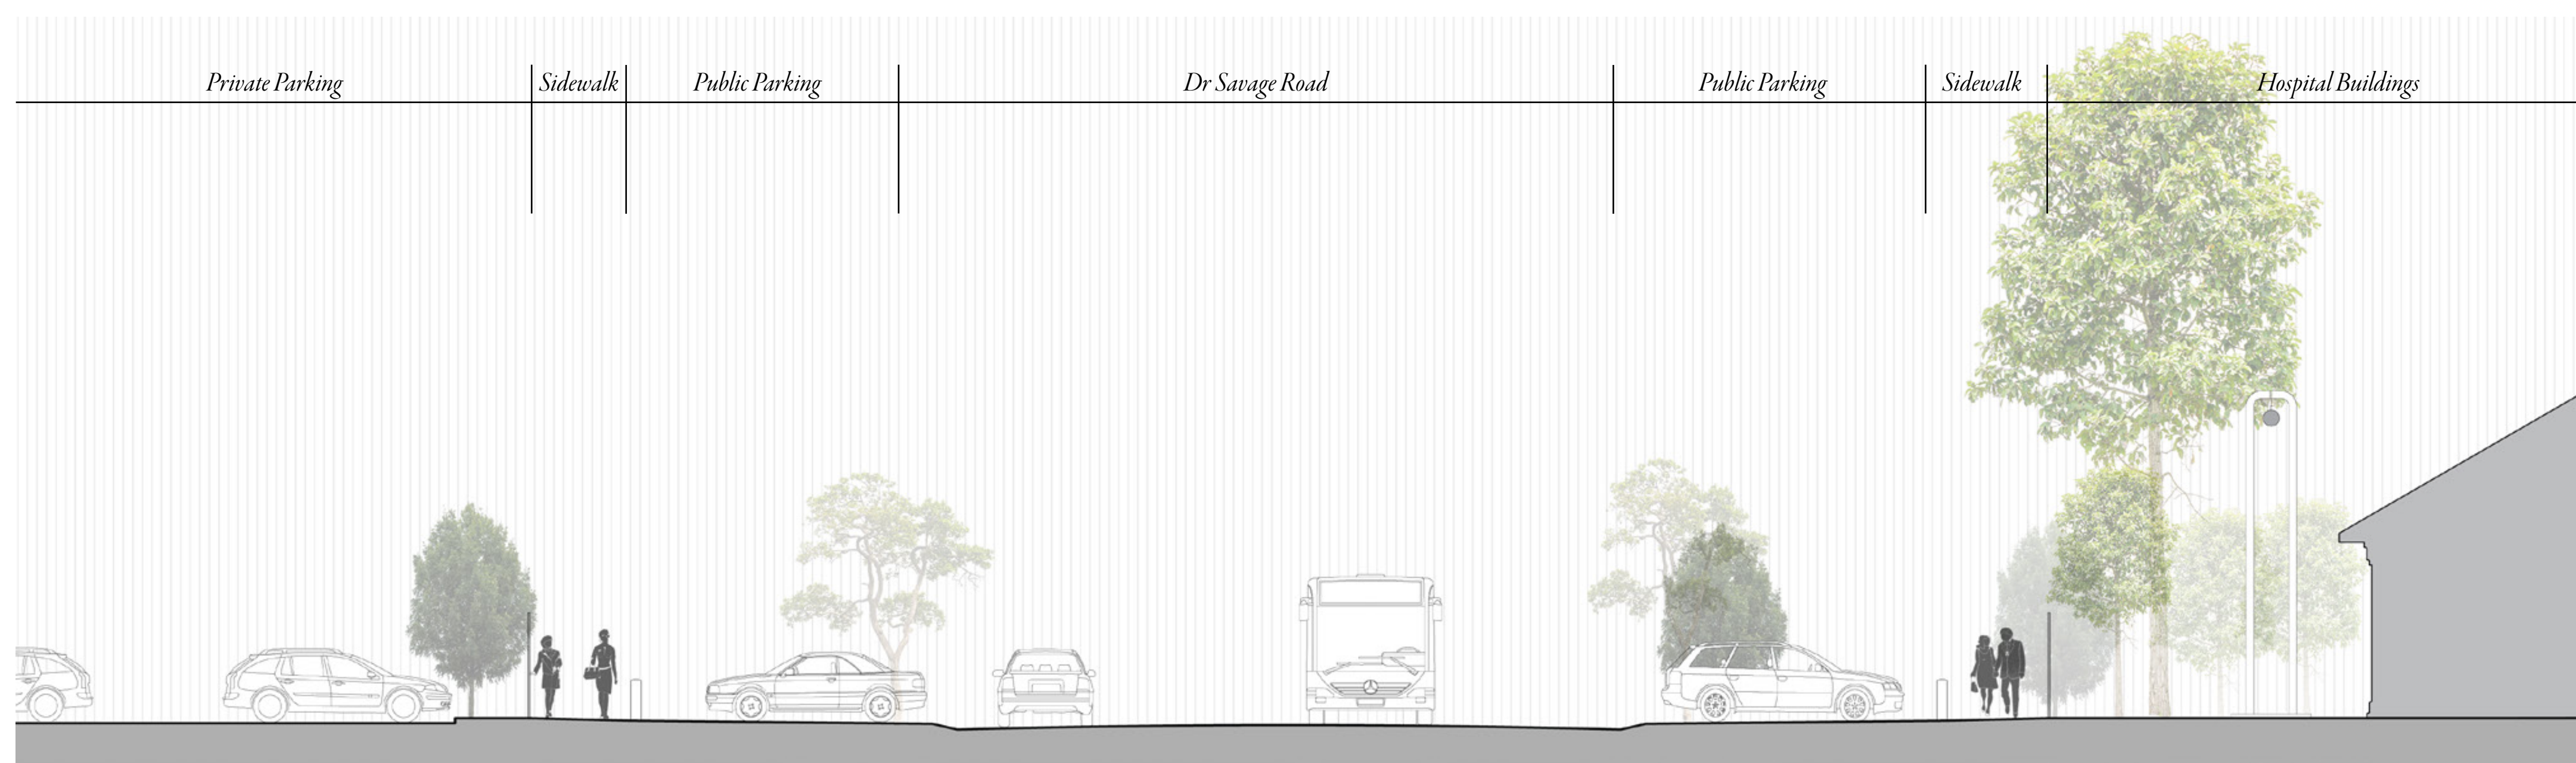 Private Parking
Sidewalk
Public Parking
Dr Savage Road
Public Parking
Sidewalk
Hospital Buildings